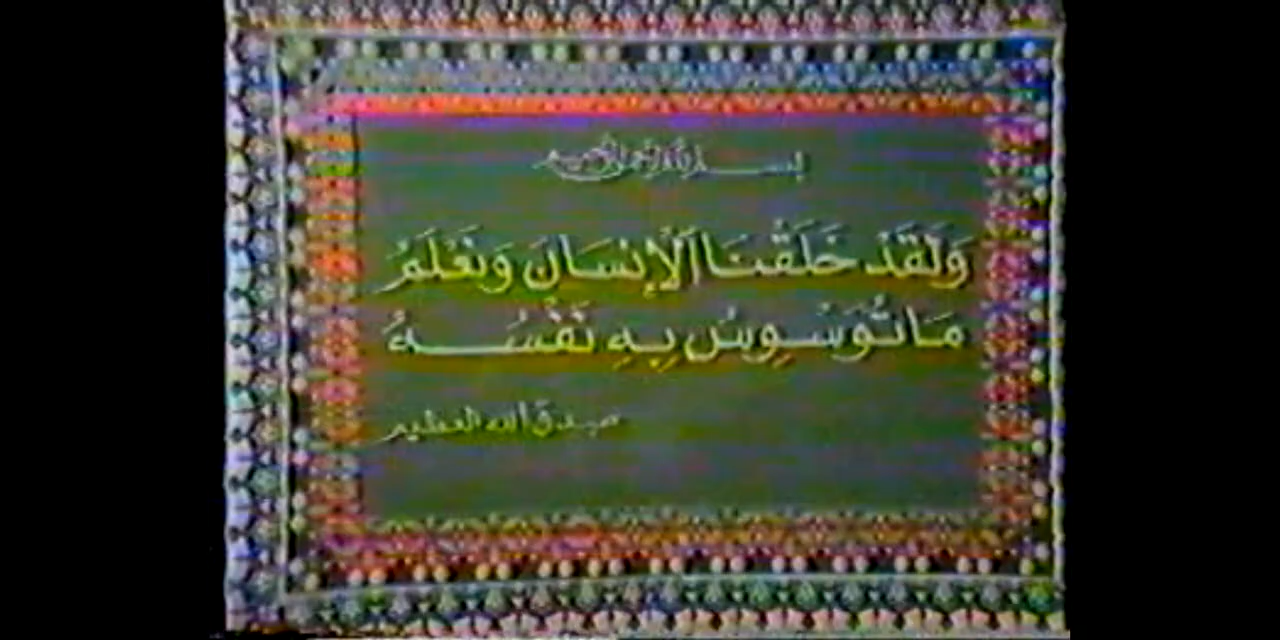 بسم الله الرحمن الرحيم
وَلَقَدْ خَلَقْنَا الْإِنسَانَ وَنَعْلَمُ
مَا تُوَسْوِسُ بِهِ نَفْسُهُ
صدق الله العظيم